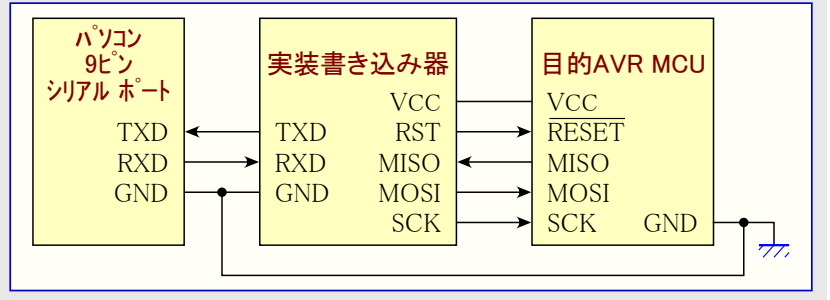 パソコン
9ピン
シリアル ポート
TXD
RXD
GND
実装書き込み器
VCC
TXD RST
RXD MISO
GND MOSI
SCK
目的AVR MCU
VCC
RESET
MISO
MOSI
SCK GND